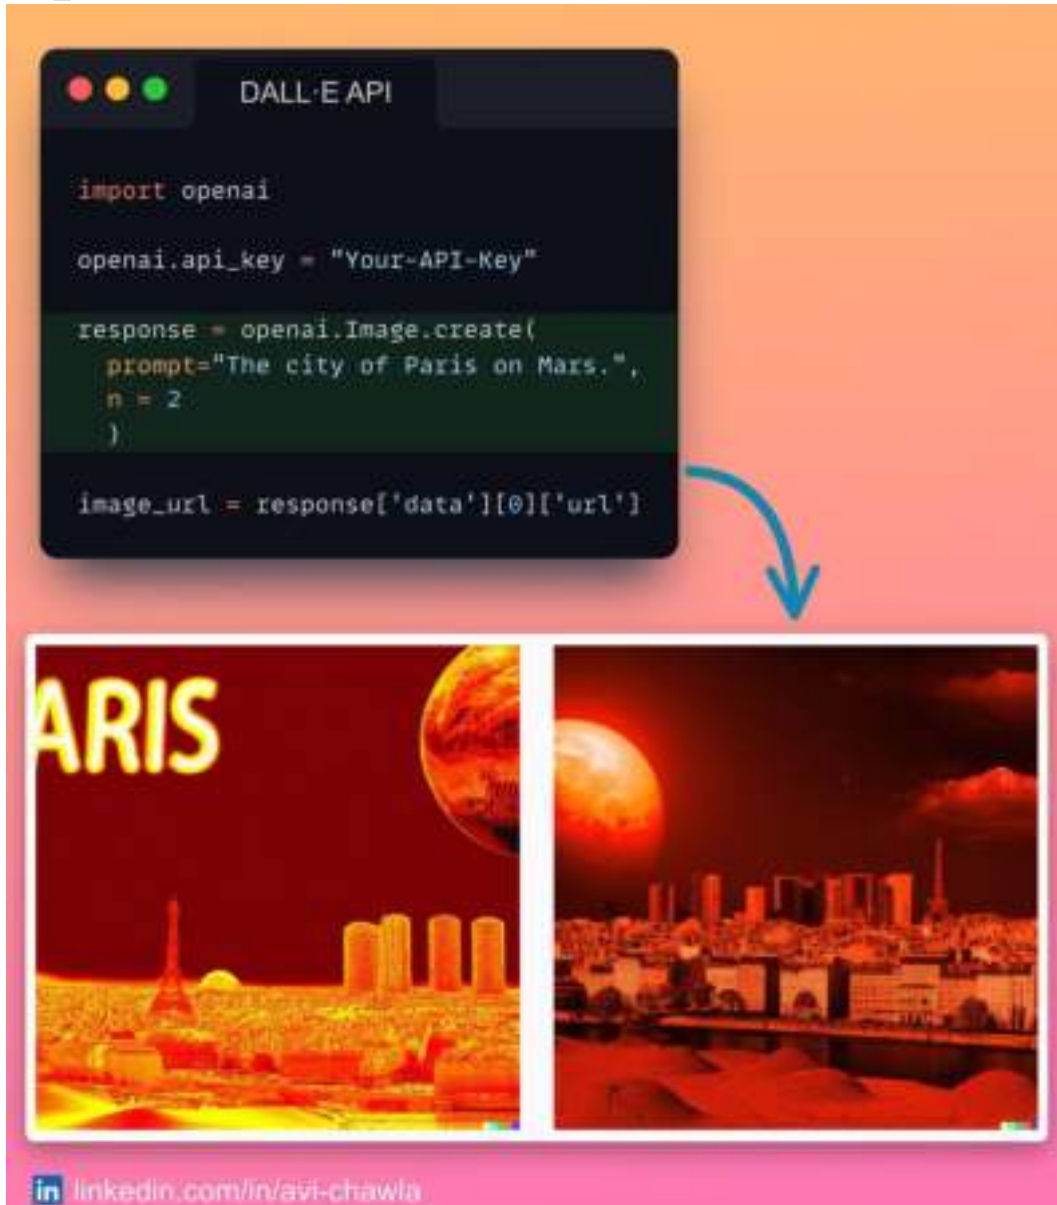 DALL·E API
import openai
openai.api_key = "Your-API-Key"
response = openai.Image.create(
prompt="The city of Paris on Mars.",
n = 2
)
image_url = response['data'][0]['url']
ARIS
in linkedin.com/in/avi-chawla